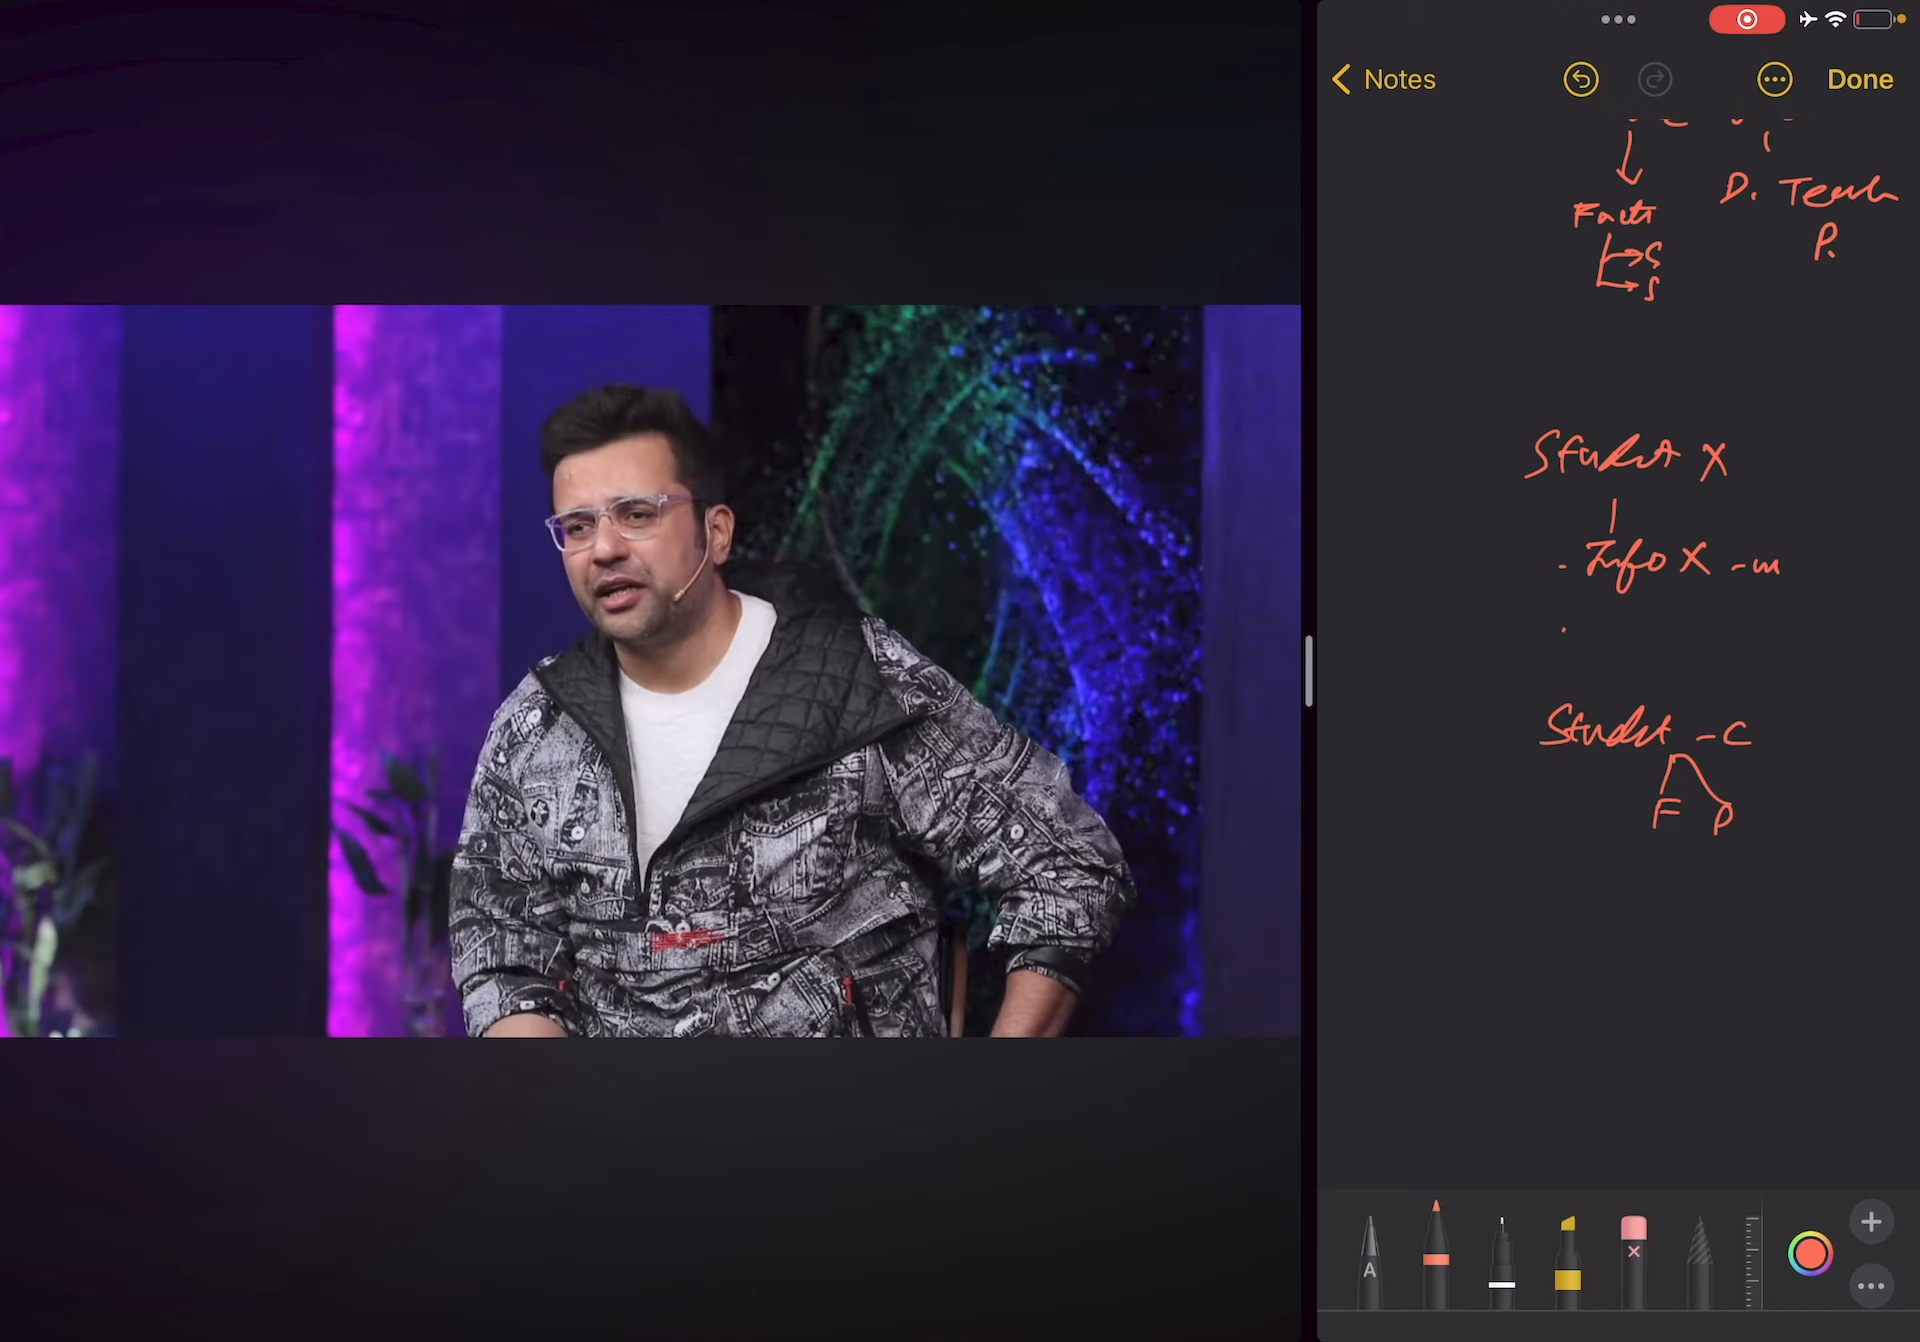 Notes
Done
D. Teach
Facts
P.
S
S
Student X
- Info X - m
Student - C
F P
A